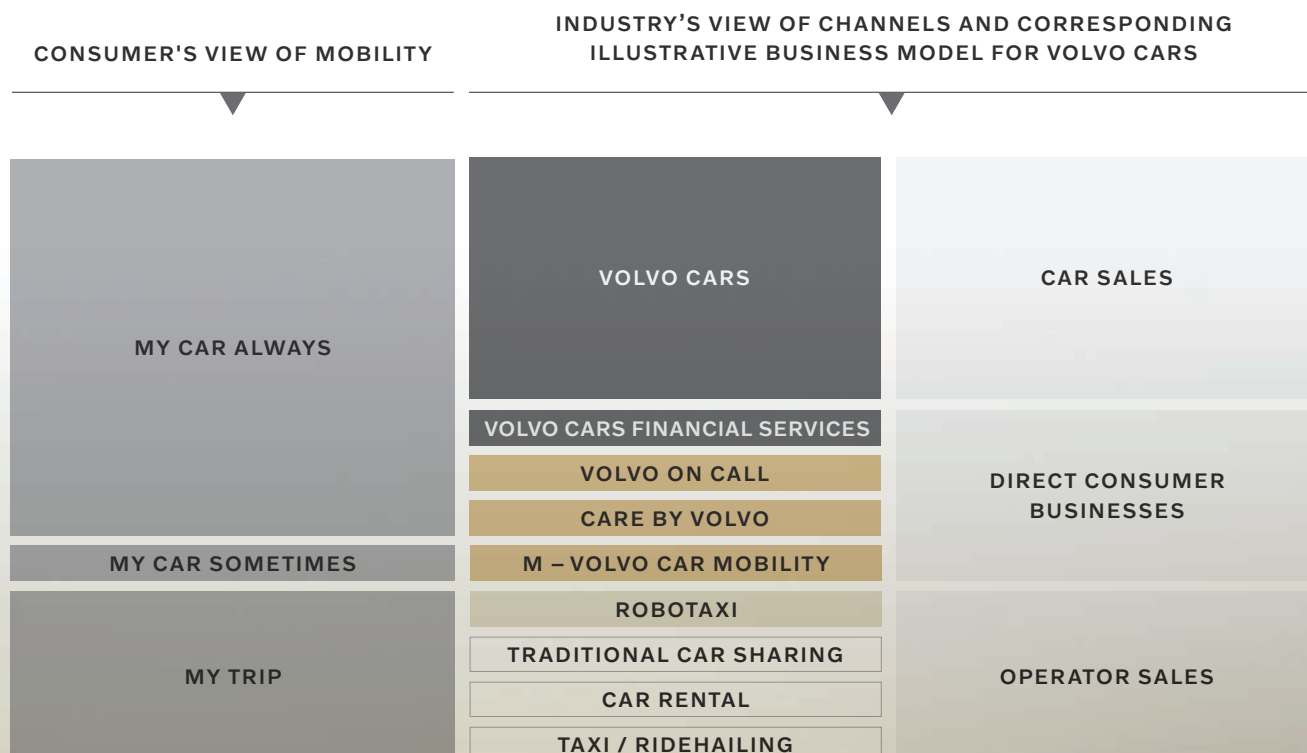 CONSUMER'S VIEW OF MOBILITY
INDUSTRY’S VIEW OF CHANNELS AND CORRESPONDING
ILLUSTRATIVE BUSINESS MODEL FOR VOLVO CARS
MY CAR ALWAYS
MY CAR SOMETIMES
MY TRIP
VOLVO CARS
VOLVO CARS FINANCIAL SERVICES
VOLVO ON CALL
CARE BY VOLVO
M – VOLVO CAR MOBILITY
ROBOTAXI
TRADITIONAL CAR SHARING
CAR RENTAL
TAXI / RIDEHAILING
CAR SALES
DIRECT CONSUMER
BUSINESSES
OPERATOR SALES